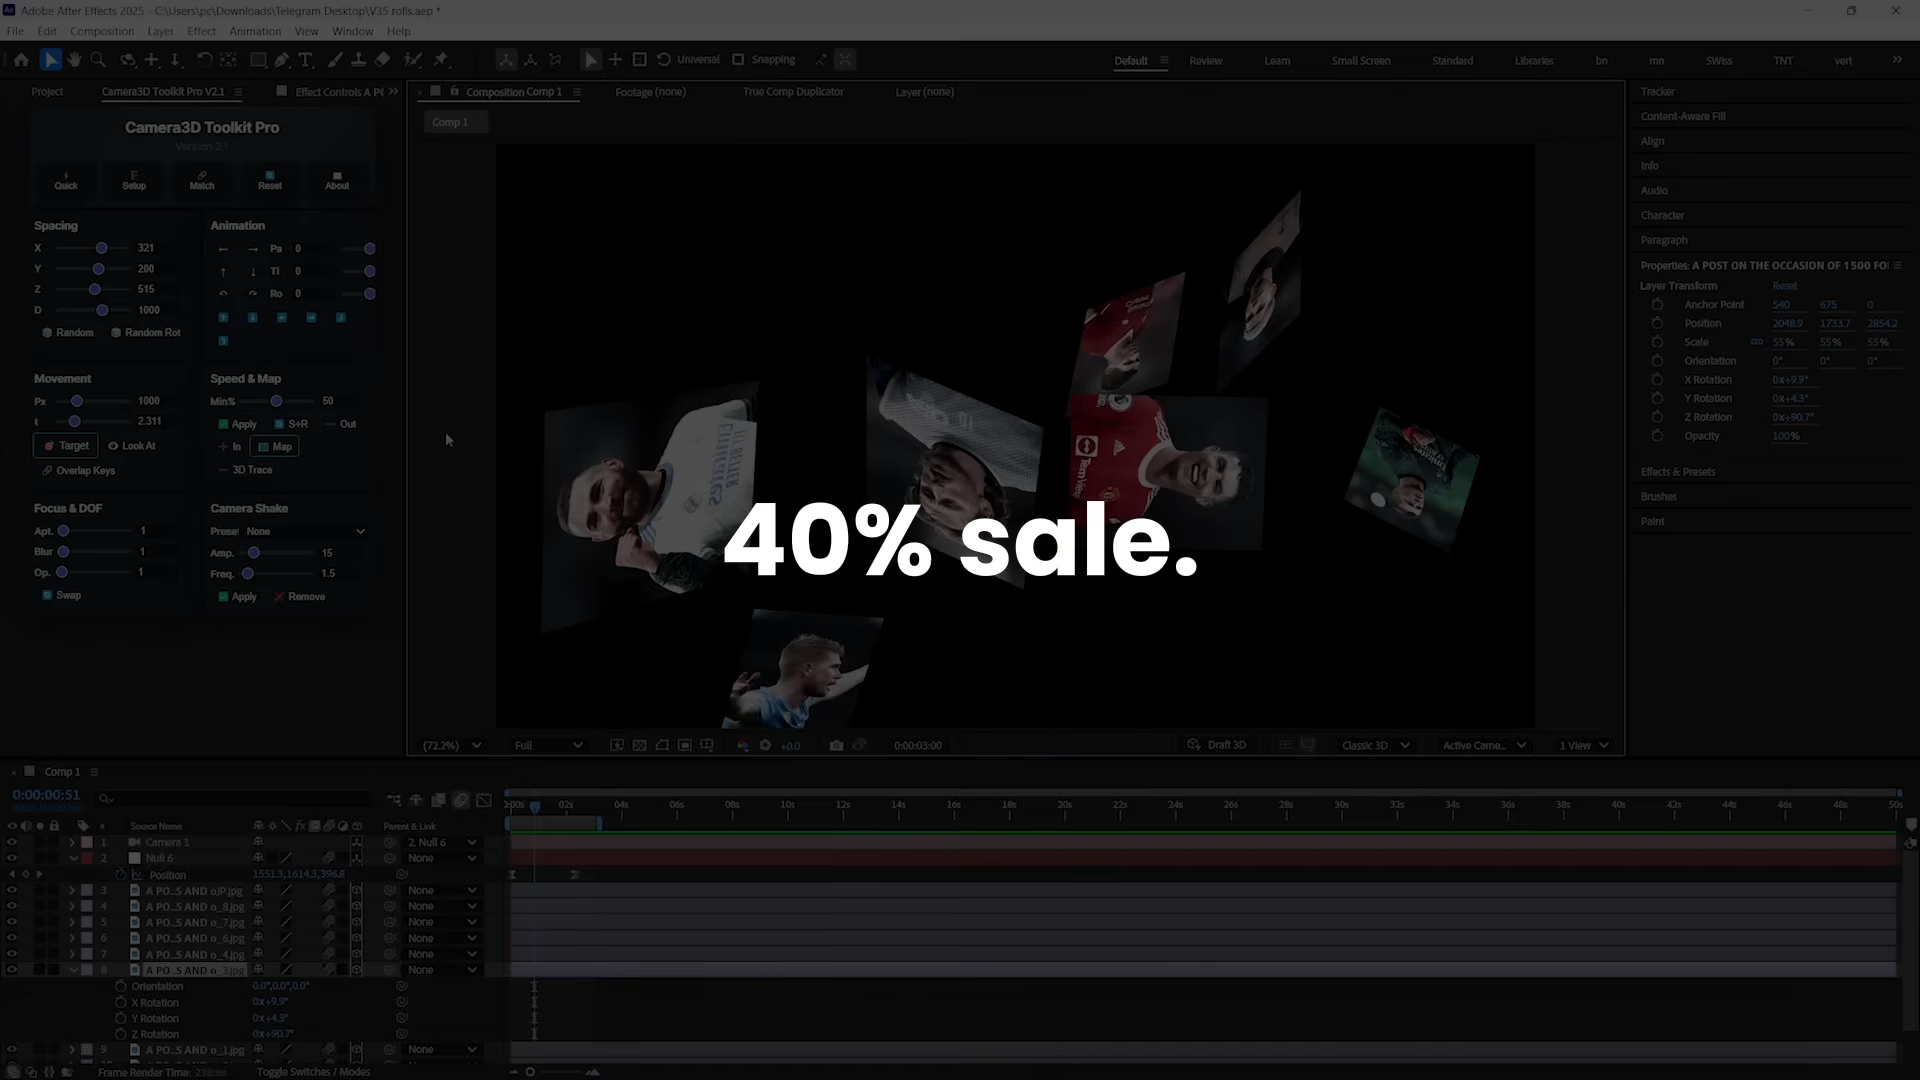 Adobe After Effects 2025 - C:\Users\pc\Downloads\Telegram Desktop\V35 rolls.aep *
File Edit Composition Layer Effect Animation View Window Help
Universal Snapping
Default Review Learn Small Screen Standard Libraries bn mn SWiss TNT vert
Project Camera3D Toolkit Pro V2.1 Effect Controls A P(
Composition Comp 1 Footage (none) True Comp Duplicator Layer (none)
Comp 1
Camera3D Toolkit Pro
Version 2.1
Quick Setup Match Reset About
Spacing
X 321
Y 200
Z 515
D 1000
Random Random Rot
Animation
Pa 0
Ti 0
Ro 0
Movement
Px 1000
t 2.311
Target Look At
Overlap Keys
Speed & Map
Min% 50
Apply S+R Out
In Map
3D Trace
Focus & DOF
Apt. 1
Blur 1
Op. 1
Swap
Camera Shake
Prese None
Amp. 15
Freq. 1.5
Apply Remove
40% sale.
Tracker
Content-Aware Fill
Align
Info
Audio
Character
Paragraph
Properties: A POST ON THE OCCASION OF 1500 FO
Layer Transform Reset
Anchor Point 540 675 0
Position 2048.9 1733.7 2854.2
Scale 55% 55% 55%
Orientation 0° 0° 0°
X Rotation 0x+9.9°
Y Rotation 0x+4.3°
Z Rotation 0x+90.7°
Opacity 100%
Effects & Presets
Brushes
Paint
(72.2%) Full +0.0 0:00:03:00 Draft 3D Classic 3D Active Came... 1 View
Comp 1
0:00:00:51
):00s 02s 04s 06s 08s 10s 12s 14s 16s 18s 20s 22s 24s 26s 28s 30s 32s 34s 36s 38s 40s 42s 44s 46s 48s 50s
# Source Name fx Parent & Link
1 Camera 1 2. Null 6
2 Null 6 None
Position 1551.3,1614.3,396.8
3 A PO...S AND oJP.jpg None
4 A PO...S AND o_8.jpg None
5 A PO...S AND o_7.jpg None
6 A PO...S AND o_6.jpg None
7 A PO...S AND o_4.jpg None
8 A PO...S AND o_3.jpg None
Orientation 0.0°,0.0°,0.0°
X Rotation 0x+9.9°
Y Rotation 0x+4.3°
Z Rotation 0x+90.7°
9 A PO...S AND o_1.jpg None
Frame Render Time: 238ms Toggle Switches / Modes